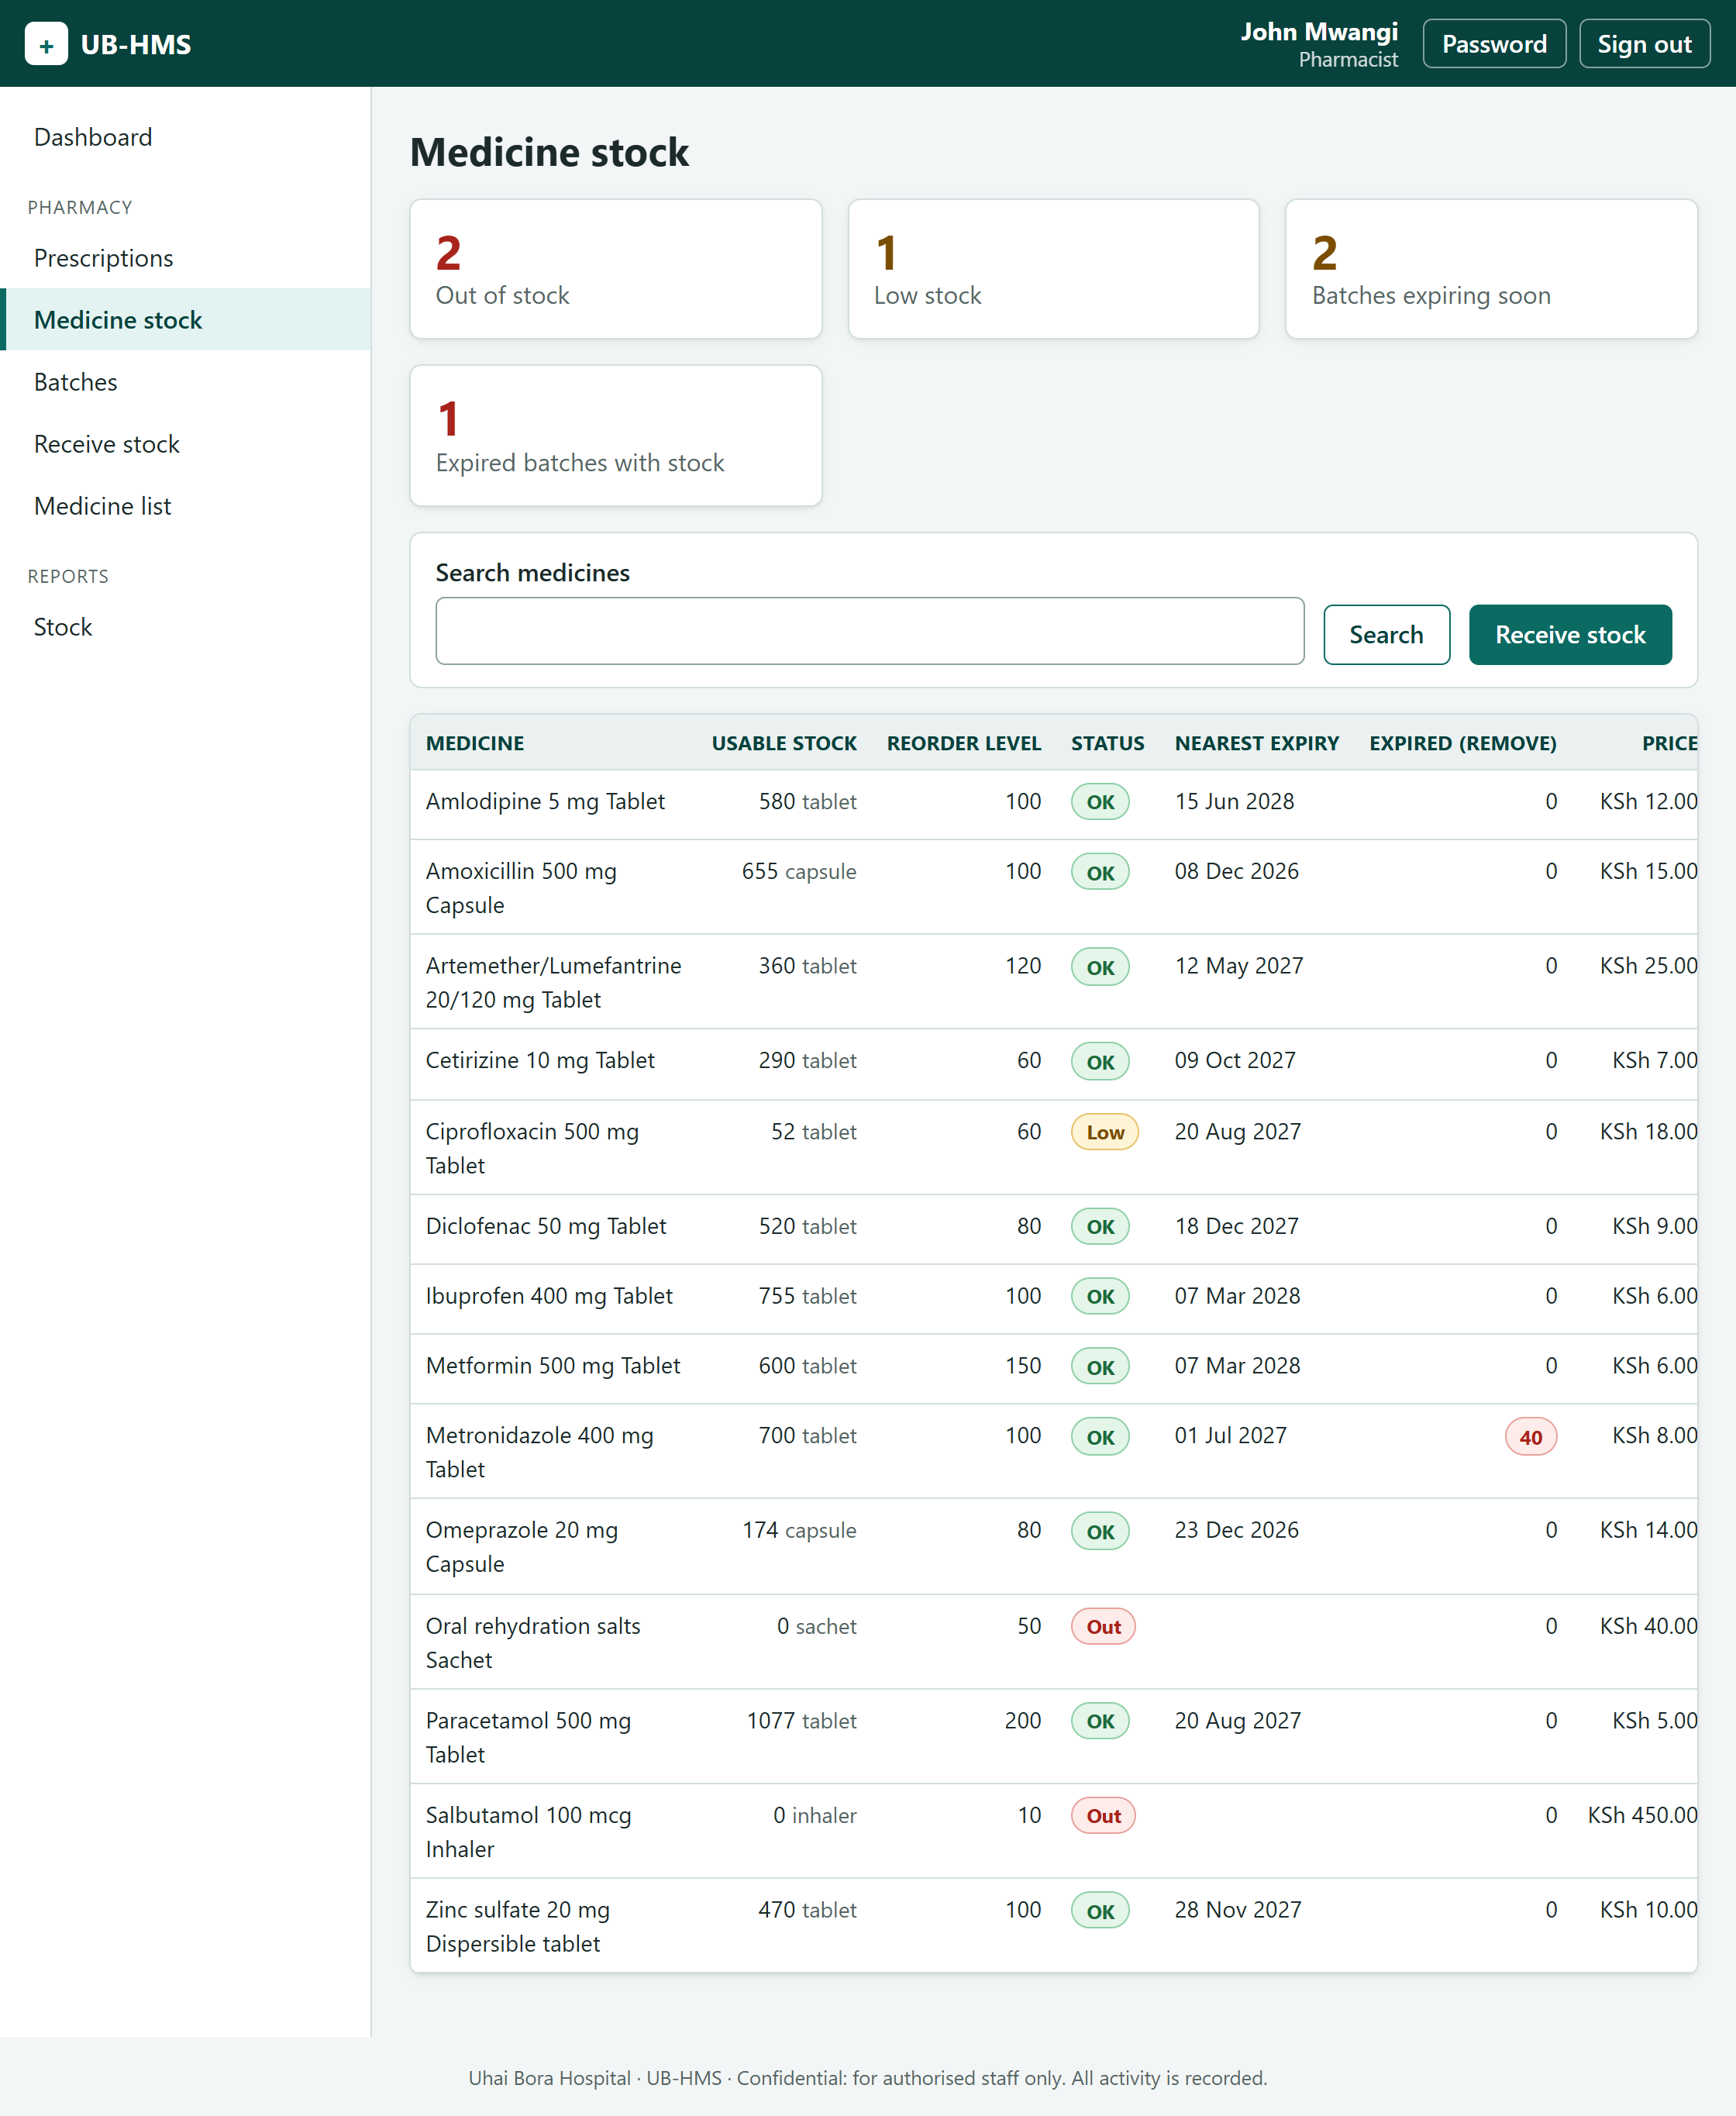 + UB-HMS
John Mwangi
Pharmacist
Password
Sign out
Dashboard
PHARMACY
Prescriptions
Medicine stock
Batches
Receive stock
Medicine list
REPORTS
Stock
Medicine stock
2
Out of stock
1
Low stock
2
Batches expiring soon
1
Expired batches with stock
Search medicines
Search
Receive stock
MEDICINE USABLE STOCK REORDER LEVEL STATUS NEAREST EXPIRY EXPIRED (REMOVE) PRICE
Amlodipine 5 mg Tablet 580 tablet 100 OK 15 Jun 2028 0 KSh 12.00
Amoxicillin 500 mg 655 capsule 100 OK 08 Dec 2026 0 KSh 15.00
Capsule
Artemether/Lumefantrine 360 tablet 120 OK 12 May 2027 0 KSh 25.00
20/120 mg Tablet
Cetirizine 10 mg Tablet 290 tablet 60 OK 09 Oct 2027 0 KSh 7.00
Ciprofloxacin 500 mg 52 tablet 60 Low 20 Aug 2027 0 KSh 18.00
Tablet
Diclofenac 50 mg Tablet 520 tablet 80 OK 18 Dec 2027 0 KSh 9.00
Ibuprofen 400 mg Tablet 755 tablet 100 OK 07 Mar 2028 0 KSh 6.00
Metformin 500 mg Tablet 600 tablet 150 OK 07 Mar 2028 0 KSh 6.00
Metronidazole 400 mg 700 tablet 100 OK 01 Jul 2027 40 KSh 8.00
Tablet
Omeprazole 20 mg 174 capsule 80 OK 23 Dec 2026 0 KSh 14.00
Capsule
Oral rehydration salts 0 sachet 50 Out 0 KSh 40.00
Sachet
Paracetamol 500 mg 1077 tablet 200 OK 20 Aug 2027 0 KSh 5.00
Tablet
Salbutamol 100 mcg 0 inhaler 10 Out 0 KSh 450.00
Inhaler
Zinc sulfate 20 mg 470 tablet 100 OK 28 Nov 2027 0 KSh 10.00
Dispersible tablet
Uhai Bora Hospital · UB-HMS · Confidential: for authorised staff only. All activity is recorded.